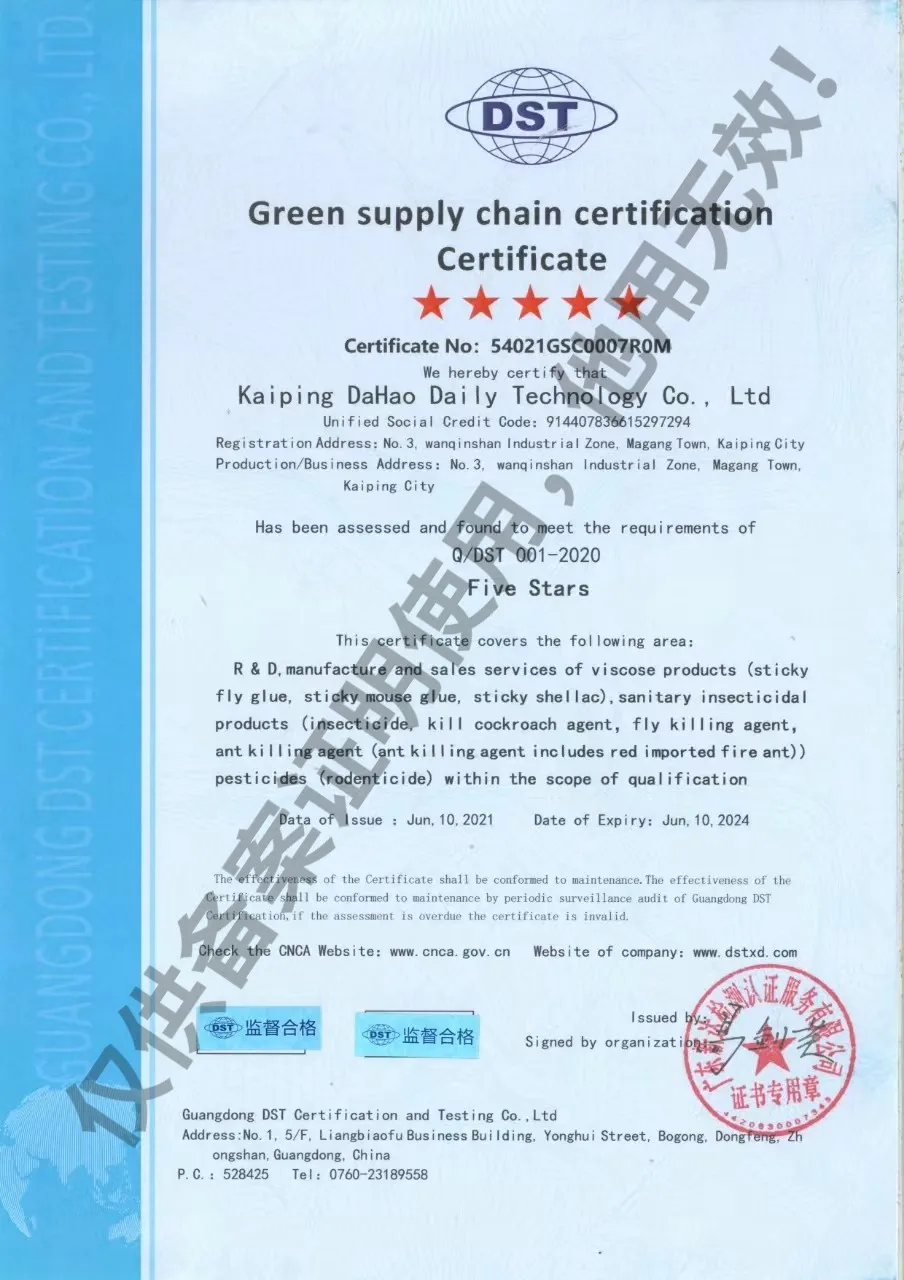 GUANGDONG DST CERTIFICATION AND TESTING CO., LTD.
DST
Green supply chain certification
Certificate
Certificate No: 54021GSC0007R0M
We hereby certify that
Kaiping DaHao Daily Technology Co., Ltd
Unified Social Credit Code: 914407836615297294
Registration Address: No.3, wanqinshan Industrial Zone, Magang Town, Kaiping City
Production/Business Address: No.3, wanqinshan Industrial Zone, Magang Town,
Kaiping City
Has been assessed and found to meet the requirements of
Q/DST 001-2020
Five Stars
This certificate covers the following area:
R & D, manufacture and sales services of viscose products (sticky
fly glue, sticky mouse glue, sticky shellac), sanitary insecticidal
products (insecticide, kill cockroach agent, fly killing agent,
ant killing agent (ant killing agent includes red imported fire ant))
pesticides (rodenticide) within the scope of qualification
Data of Issue : Jun, 10, 2021 Date of Expiry: Jun, 10, 2024
The effectiveness of the Certificate shall be conformed to maintenance. The effectiveness of the
Certificate shall be conformed to maintenance by periodic surveillance audit of Guangdong DST
Certification, if the assessment is overdue the certificate is invalid.
Check the CNCA Website: www.cnca.gov.cn Website of company: www.dstxd.com
DST 监督合格
DST 监督合格
Issued by:
Signed by organization:
证书专用章
Guangdong DST Certification and Testing Co., Ltd
Address: No.1, 5/F, Liangbiaofu Business Building, Yonghui Street, Bogong, Dongfeng, Zh
ongshan, Guangdong, China
P.C.: 528425 Tel: 0760-23189558
仅供备案证明使用，他用无效！